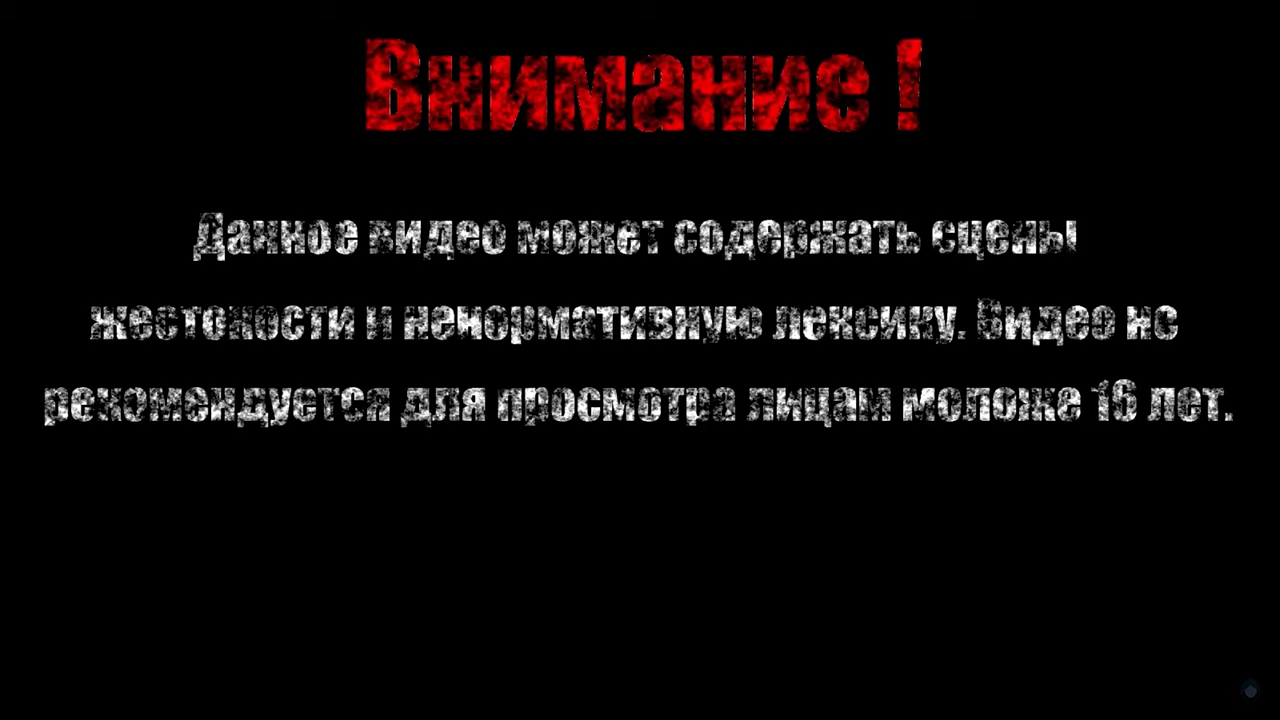 Внимание !
Данное видео может содержать сцены
жестокости и ненормативную лексику. Видео не
рекомендуется для просмотра лицам моложе 16 лет.